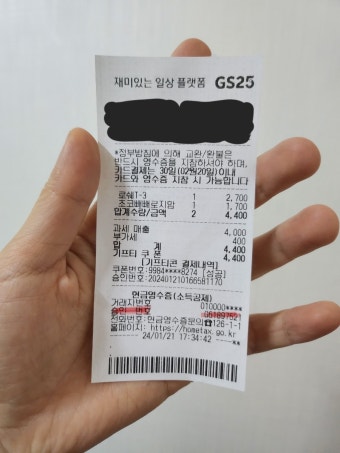 재미있는 일상 플랫폼 GS25
*정부방침에 의해 교환/환불은
반드시 영수증을 지참하셔야 하며,
카드결제는 30일(02월20일)이내
카드와 영수증 지참 시 가능합니다
로쉐T-3 1 2,700
초코빼빼로지암 1 1,700
합계수량/금액 2 4,400
과세 매출 4,000
부가세 400
합 계 4,400
기프티 쿠폰 4,400
[기프티콘 결제내역]
쿠폰번호:9984****8274 (성공)
승인번호:20240121016658117O
현금영수증(소득공제)
거래자번호 010000****
승인 번호
전화번호:현금영수증문의☎126-1-1
홈페이지: https://hometax.go.kr
24/01/21 17:34:42